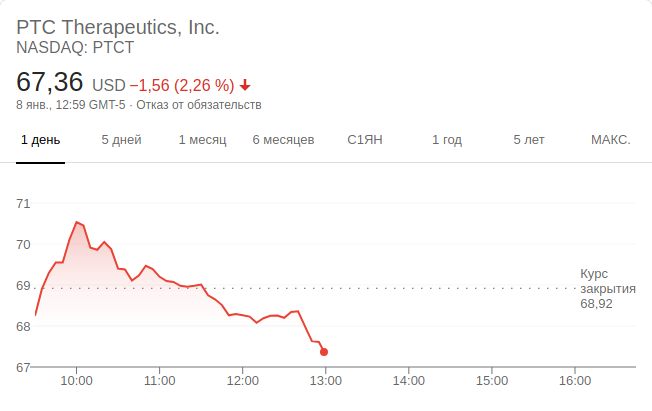 PTC Therapeutics, Inc.
NASDAQ: PTCT
67,36 USD −1,56 (2,26 %)
8 янв., 12:59 GMT-5 · Отказ от обязательств
1 день 5 дней 1 месяц 6 месяцев С1ЯН 1 год 5 лет МАКС.
71
70
69
68
67
Курс
закрытия
68,92
10:00 11:00 12:00 13:00 14:00 15:00 16:00